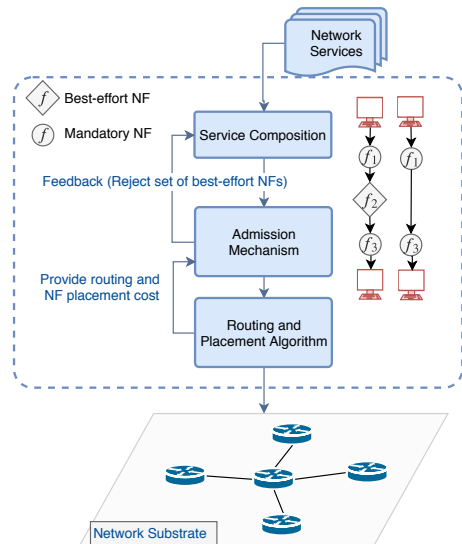 Network
Services
f Best-effort NF
f Mandatory NF
Service Composition
Feedback (Reject set of best-effort NFs)
Admission
Mechanism
Provide routing and
NF placement cost
Routing and
Placement Algorithm
f1 f1
f2
f3 f3
Network Substrate